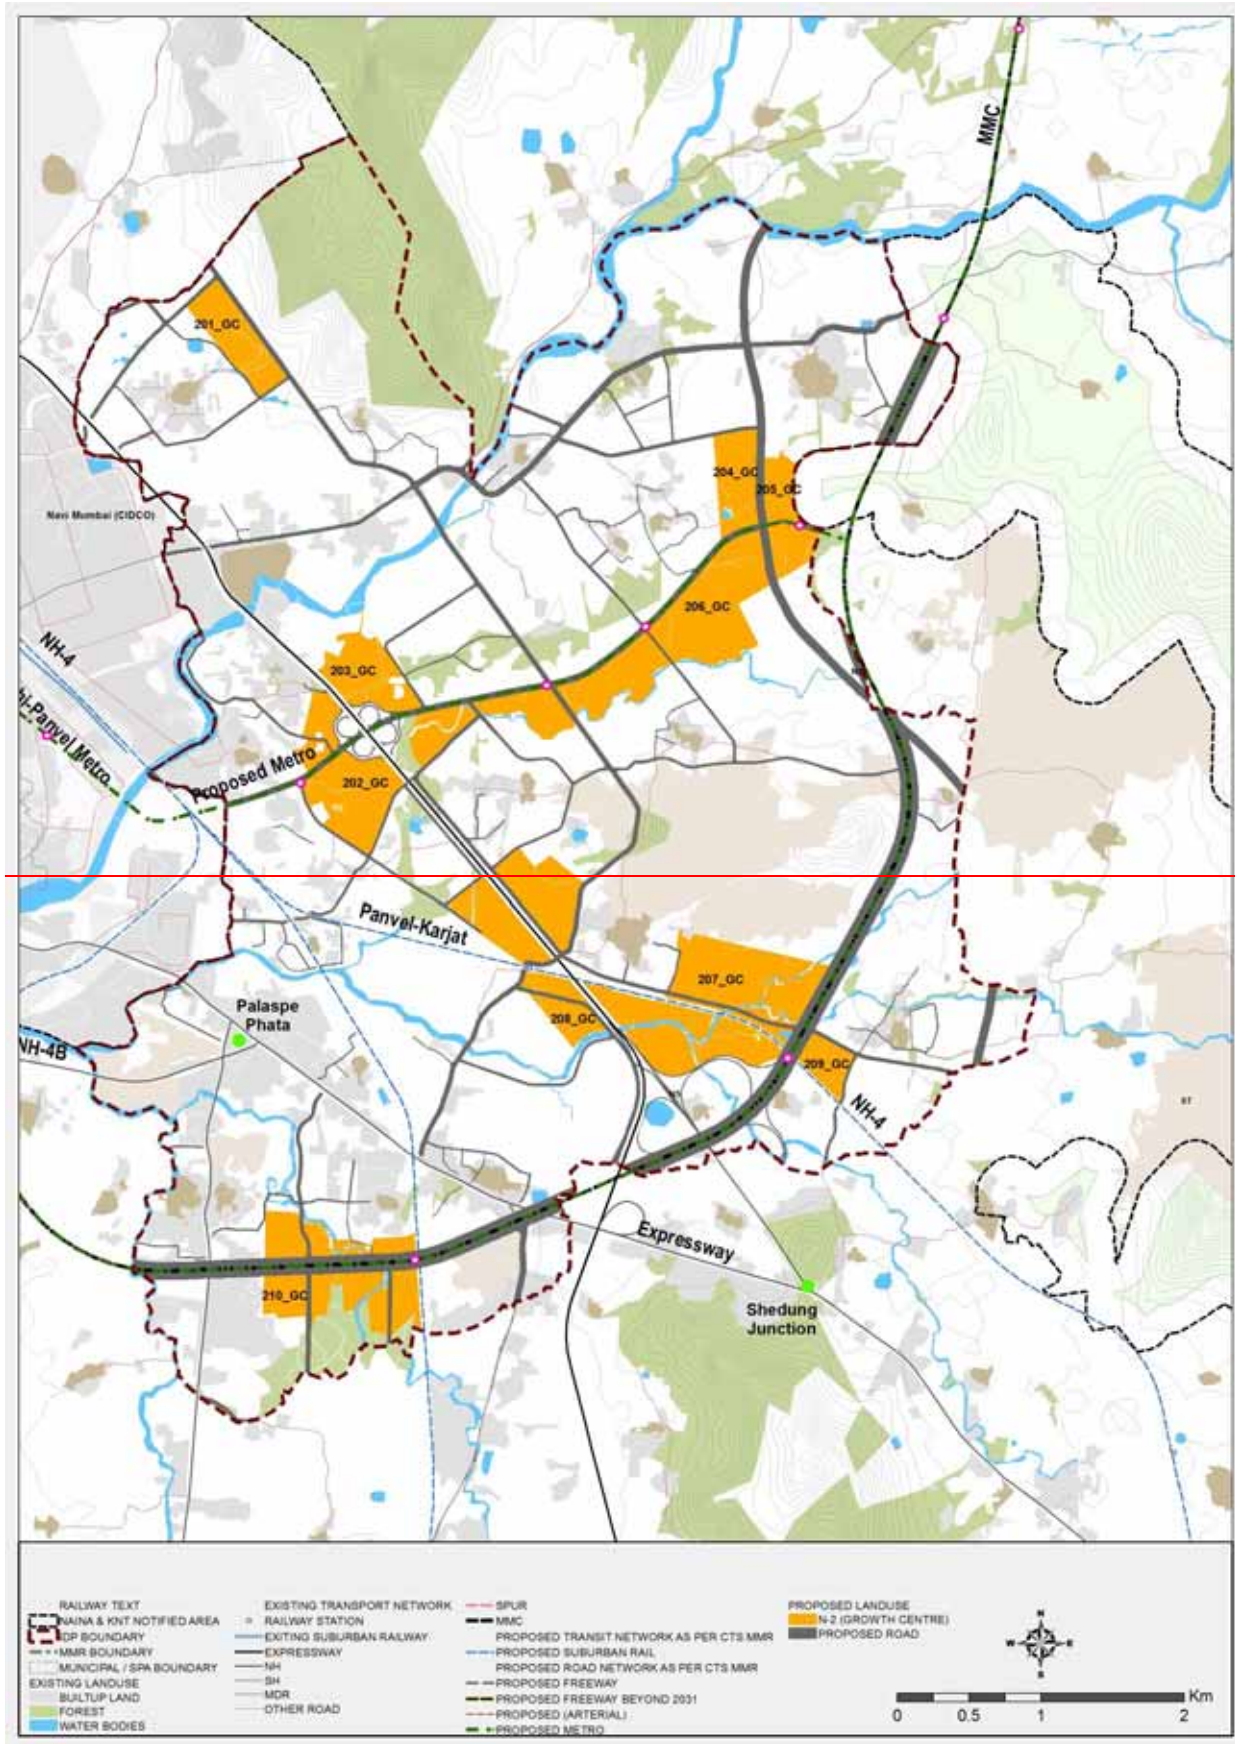 MMC
201_GC
204_GC
205_GC
Navi Mumbai (CIDCO)
206_GC
NH-4
203_GC
hi-Panvel Metro
Proposed Metro
202_GC
Panvel-Karjat
207_GC
Palaspe
Phata
208_GC
NH-4B
209_GC
NH-4
67
Expressway
210_GC
Shedung
Junction
RAILWAY TEXT
NAINA & KNT NOTIFIED AREA
IDP BOUNDARY
MMR BOUNDARY
MUNICIPAL / SPA BOUNDARY
EXISTING LANDUSE
BUILTUP LAND
FOREST
WATER BODIES
EXISTING TRANSPORT NETWORK
RAILWAY STATION
EXITING SUBURBAN RAILWAY
EXPRESSWAY
NH
SH
MDR
OTHER ROAD
SPUR
MMC
PROPOSED TRANSIT NETWORK AS PER CTS MMR
PROPOSED SUBURBAN RAIL
PROPOSED ROAD NETWORK AS PER CTS MMR
PROPOSED FREEWAY
PROPOSED FREEWAY BEYOND 2031
PROPOSED (ARTERIAL)
PROPOSED METRO
PROPOSED LANDUSE
N-2 (GROWTH CENTRE)
PROPOSED ROAD
N
W E
S
Km
0 0.5 1 2